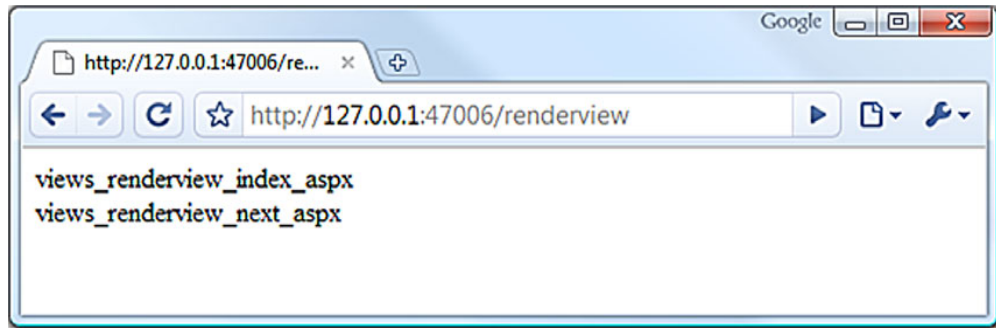 Google
http://127.0.0.1:47006/re...
http://127.0.0.1:47006/renderview
views_renderview_index_aspx
views_renderview_next_aspx